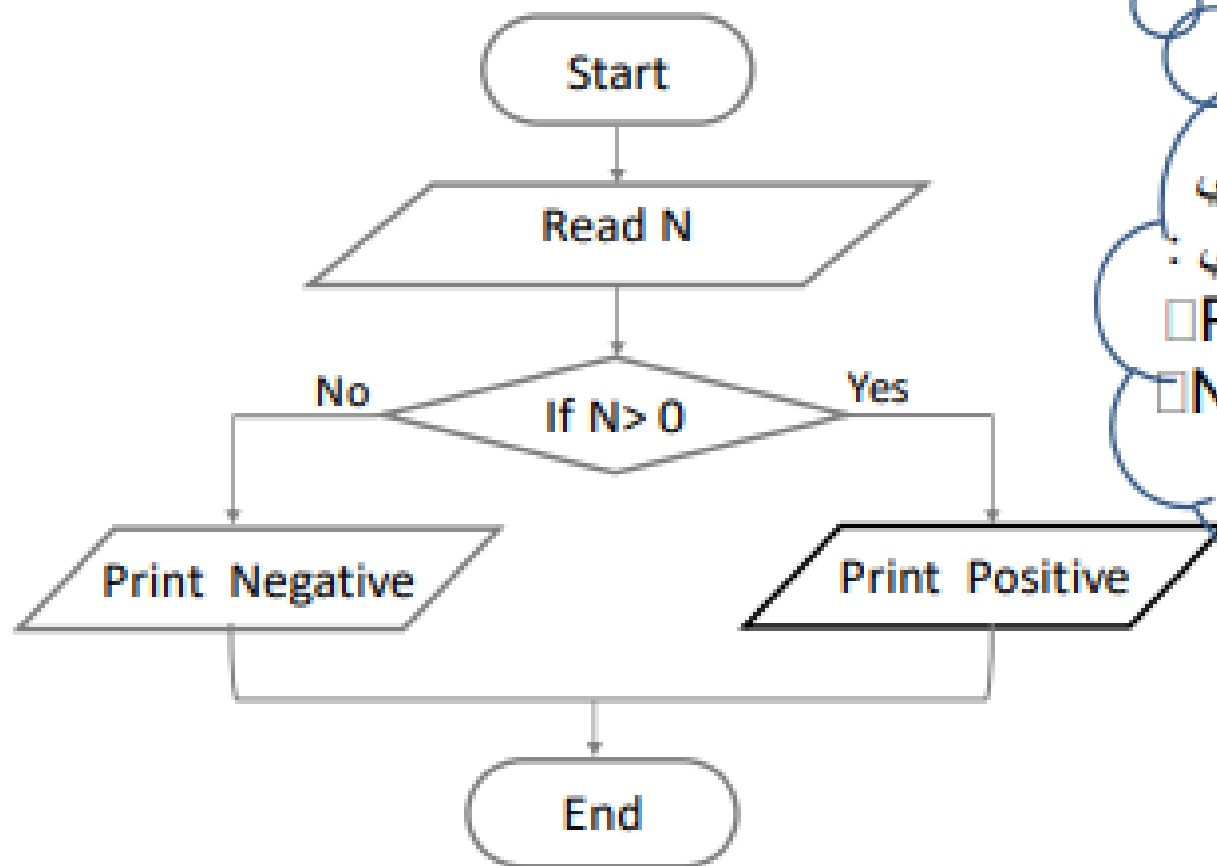 Start
Read N
No
Yes
If N> 0
Print Negative
Print Positive
End